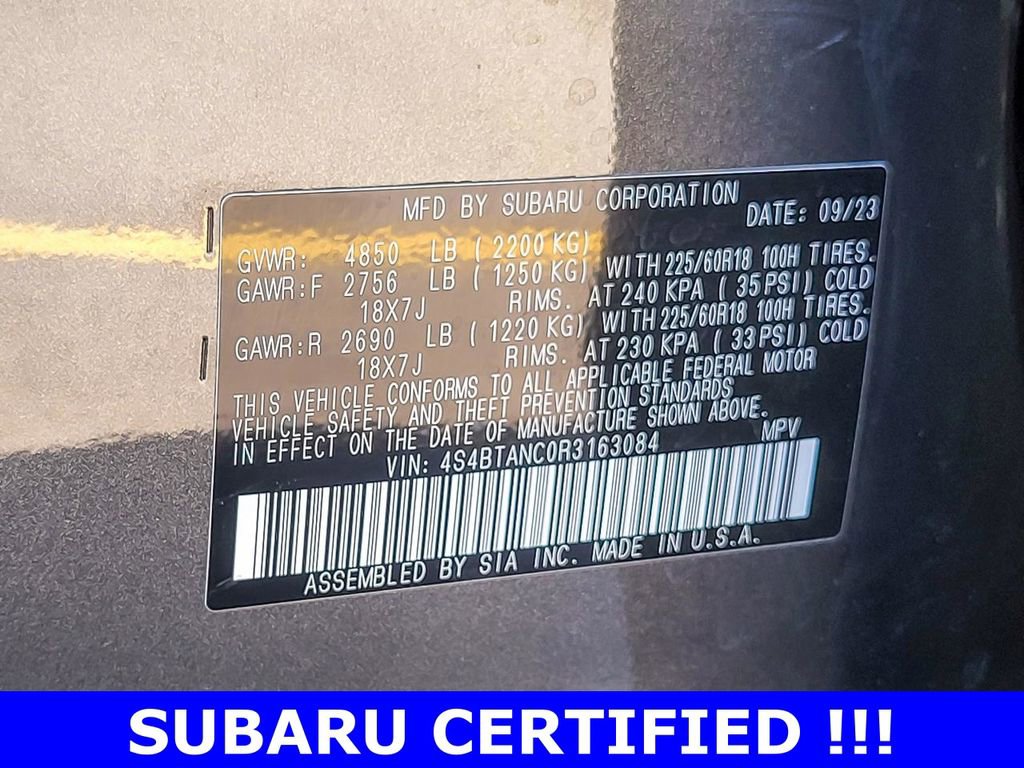 MFD BY SUBARU CORPORATION DATE: 09/23
GVWR: 4850 LB (2200 KG)
GAWR:F 2756 LB (1250 KG) WITH 225/60R18 100H TIRES.
18X7J RIMS. AT 240 KPA (35PSI) COLD
GAWR:R 2690 LB (1220 KG) WITH 225/60R18 100H TIRES.
18X7J RIMS. AT 230 KPA (33PSI) COLD
THIS VEHICLE CONFORMS TO ALL APPLICABLE FEDERAL MOTOR
VEHICLE SAFETY AND THEFT PREVENTION STANDARDS
IN EFFECT ON THE DATE OF MANUFACTURE SHOWN ABOVE.
VIN: 4S4BTANC0R3163084 MPV
ASSEMBLED BY SIA INC. MADE IN U.S.A.
SUBARU CERTIFIED !!!